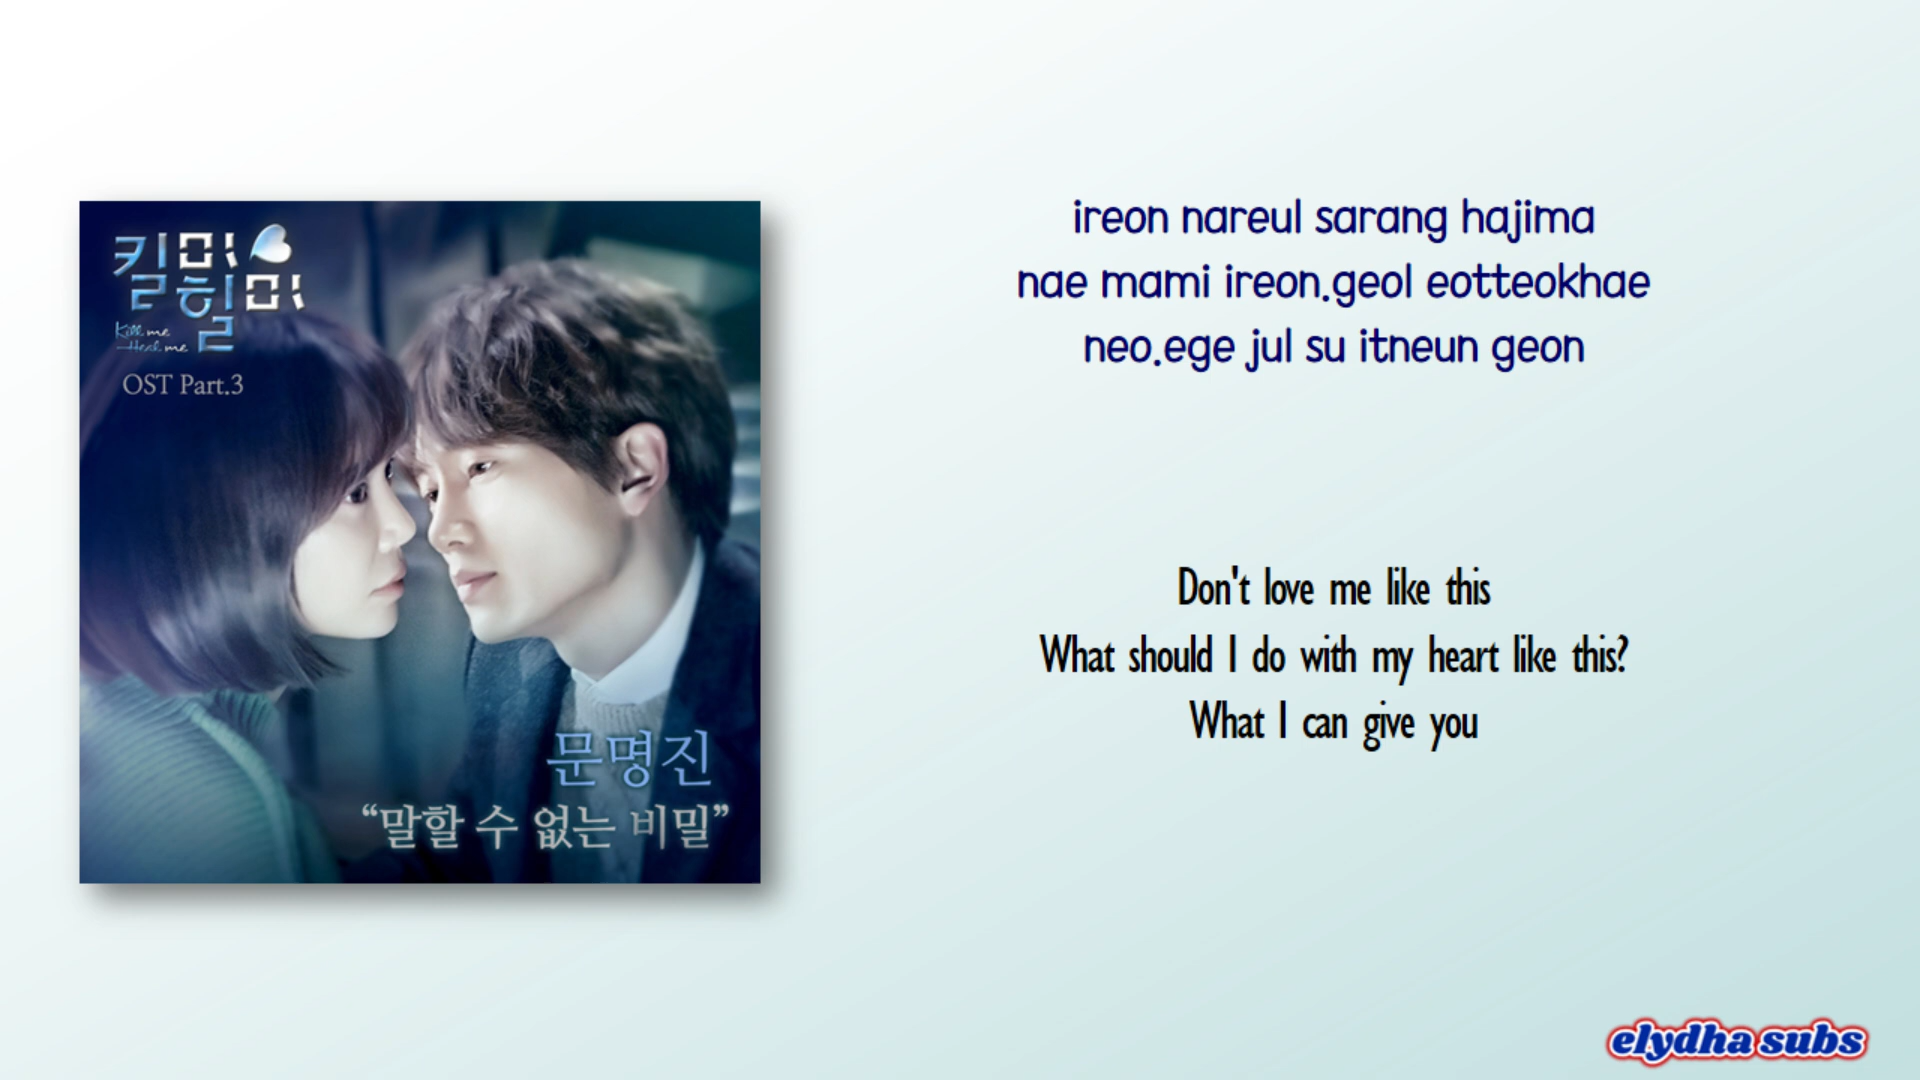 킬미
힐미
Kill me
Heal me
OST Part.3
문명진
“말할 수 없는 비밀”
ireon nareul sarang hajima
nae mami ireon.geol eotteokhae
neo.ege jul su itneun geon
Don't love me like this
What should I do with my heart like this?
What I can give you
elydha subs